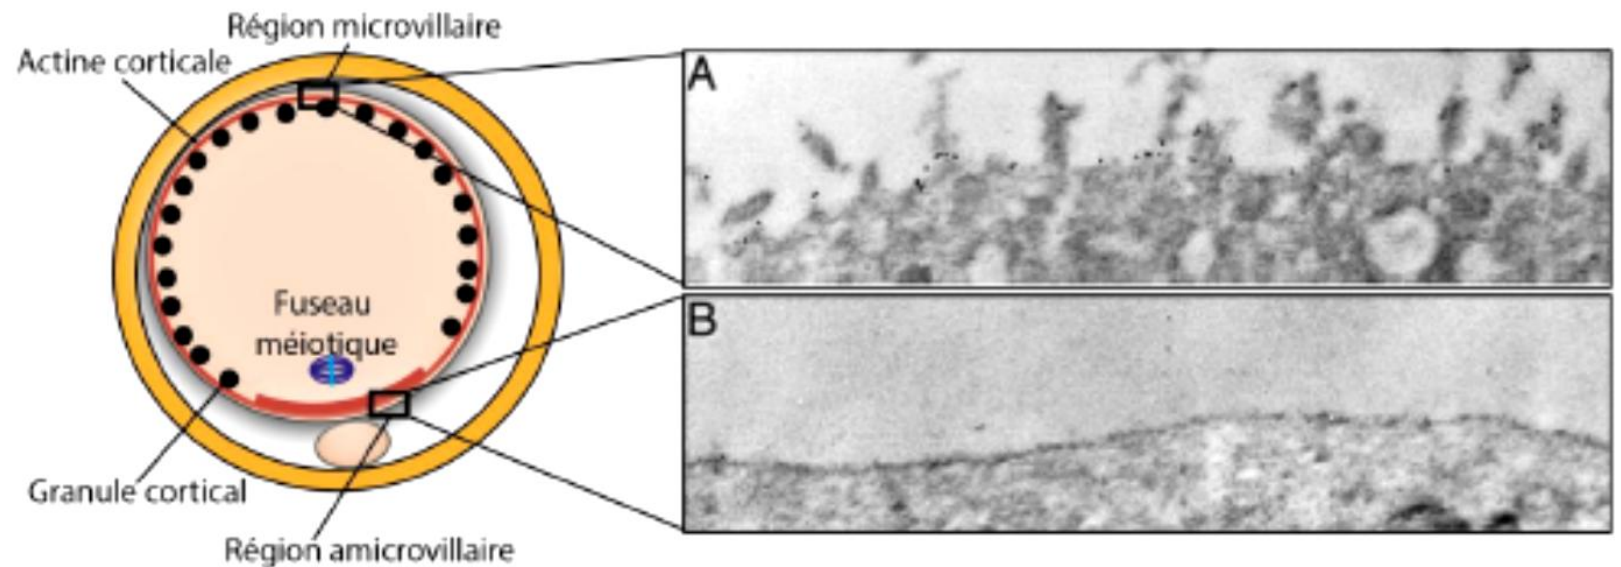 Région microvillaire
Actine corticale
A
Fuseau
méiotique
B
Granule cortical
Région amicrovillaire